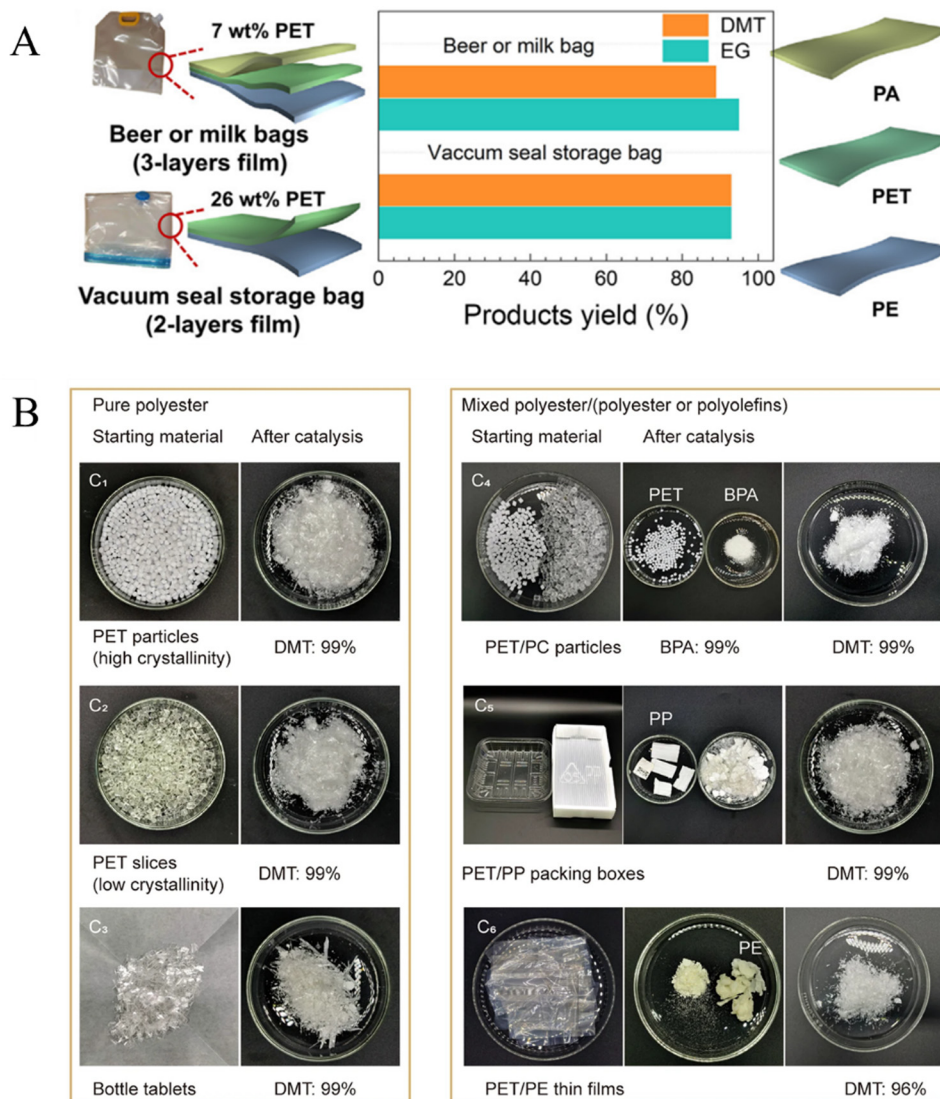 A
7 wt% PET
Beer or milk bags
(3-layers film)
26 wt% PET
Vacuum seal storage bag
(2-layers film)
DMT
EG
Beer or milk bag
Vaccum seal storage bag
0 20 40 60 80 100
Products yield (%)
PA
PET
PE
B
Pure polyester
Starting material After catalysis
C₁
PET particles
(high crystallinity)
DMT: 99%
C₂
PET slices
(low crystallinity)
DMT: 99%
C₃
Bottle tablets
DMT: 99%
Mixed polyester/(polyester or polyolefins)
Starting material After catalysis
C₄
PET BPA
PET/PC particles BPA: 99% DMT: 99%
C₅
PP
PET/PP packing boxes DMT: 99%
C₆
PE
PET/PE thin films DMT: 96%